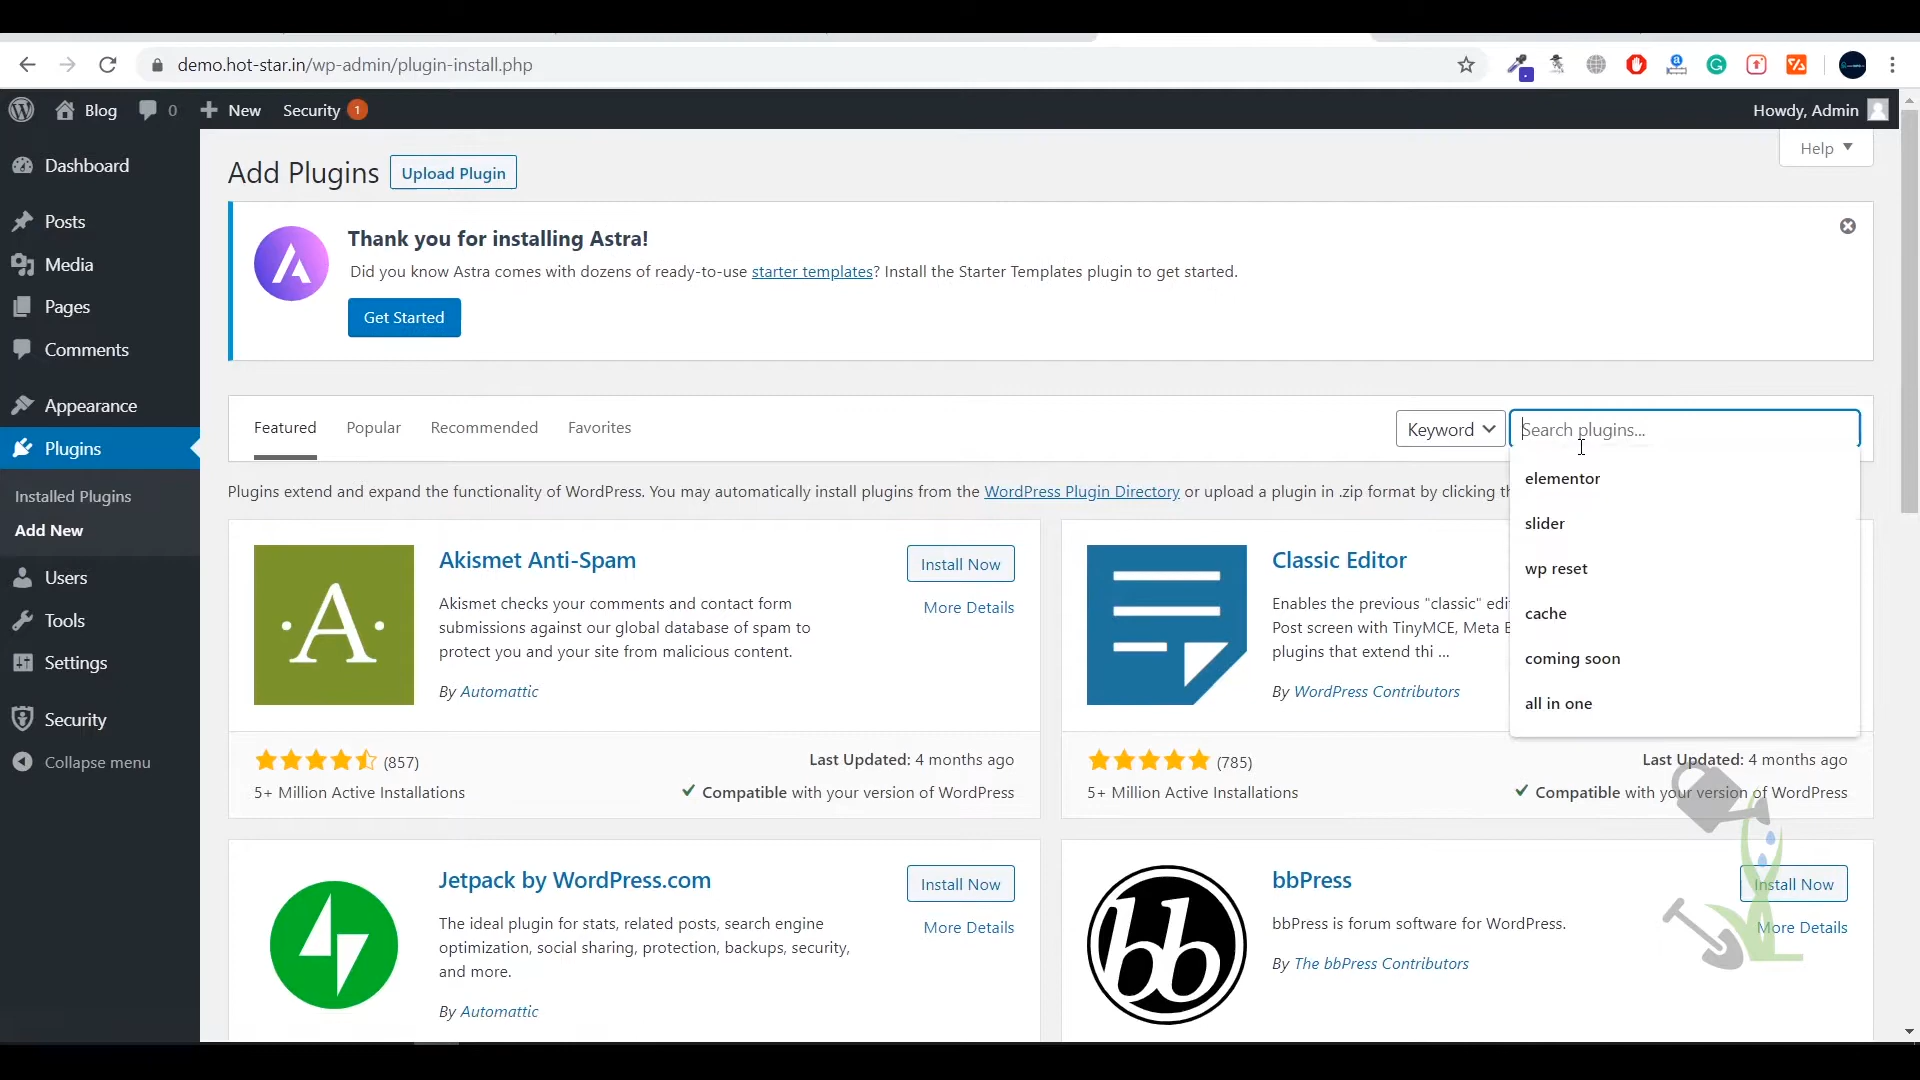 demo.hot-star.in/wp-admin/plugin-install.php
Blog 0 New Security 1 Howdy, Admin
Dashboard
Posts
Media
Pages
Comments
Appearance
Plugins
Installed Plugins
Add New
Users
Tools
Settings
Security
Collapse menu
Help
Add Plugins Upload Plugin
Thank you for installing Astra!
Did you know Astra comes with dozens of ready-to-use starter templates? Install the Starter Templates plugin to get started.
Get Started
Featured Popular Recommended Favorites Keyword Search plugins...
elementor
slider
wp reset
cache
coming soon
all in one
Plugins extend and expand the functionality of WordPress. You may automatically install plugins from the WordPress Plugin Directory or upload a plugin in .zip format by clicking
Akismet Anti-Spam Install Now
More Details
Akismet checks your comments and contact form
submissions against our global database of spam to
protect you and your site from malicious content.
By Automattic
(857) Last Updated: 4 months ago
5+ Million Active Installations Compatible with your version of WordPress
Classic Editor
Enables the previous "classic"
Post screen with TinyMCE, Meta
plugins that extend thi ...
By WordPress Contributors
(785) Last Updated: 4 months ago
5+ Million Active Installations Compatible with your version of WordPress
Jetpack by WordPress.com Install Now
More Details
The ideal plugin for stats, related posts, search engine
optimization, social sharing, protection, backups, security,
and more.
By Automattic
bbPress Install Now
bbPress is forum software for WordPress. More Details
By The bbPress Contributors